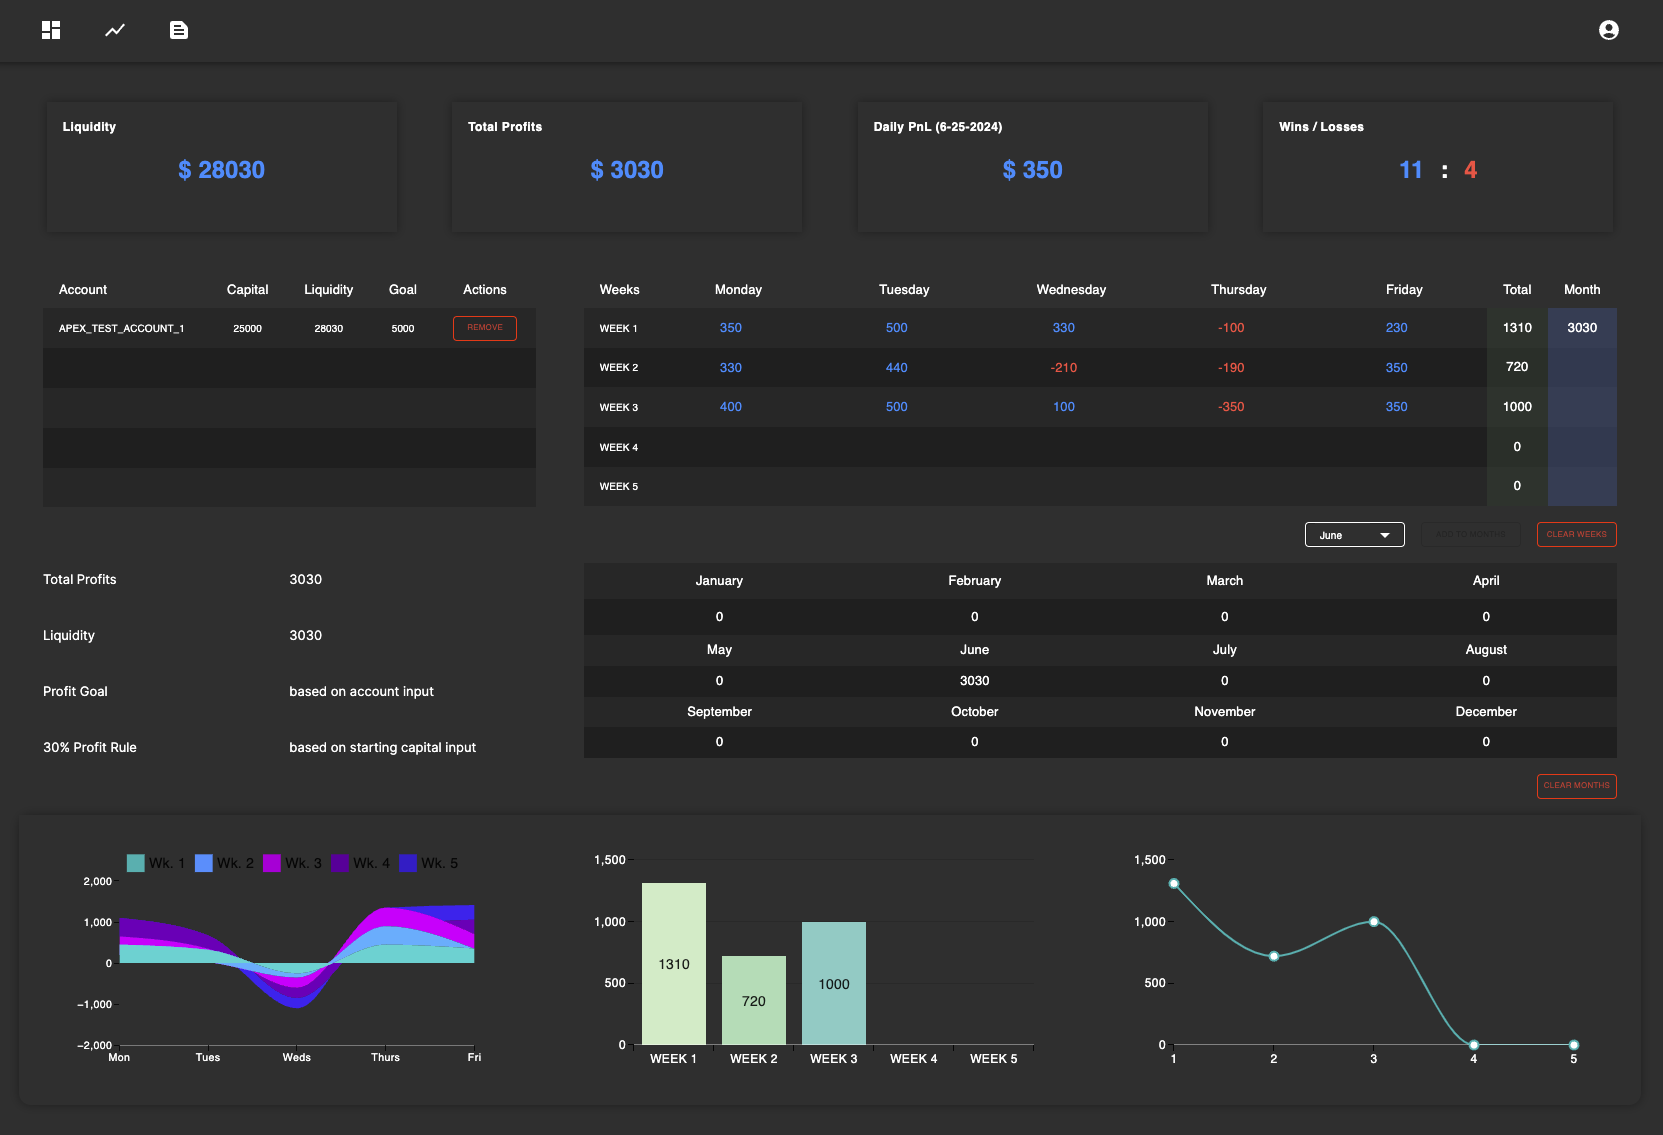 Liquidity
$ 28030
Total Profits
$ 3030
Daily PnL (6-25-2024)
$ 350
Wins / Losses
11 : 4
Account Capital Liquidity Goal Actions
APEX_TEST_ACCOUNT_1 25000 28030 5000 REMOVE
Weeks Monday Tuesday Wednesday Thursday Friday Total Month
WEEK 1 350 500 330 -100 230 1310 3030
WEEK 2 330 440 -210 -190 350 720
WEEK 3 400 500 100 -350 350 1000
WEEK 4 0
WEEK 5 0
June ADD TO MONTHS CLEAR WEEKS
Total Profits 3030
Liquidity 3030
Profit Goal based on account input
30% Profit Rule based on starting capital input
January February March April
0 0 0 0
May June July August
0 3030 0 0
September October November December
0 0 0 0
CLEAR MONTHS
Wk. 1 Wk. 2 Wk. 3 Wk. 4 Wk. 5
2,000
1,000
0
−1,000
−2,000
Mon Tues Weds Thurs Fri
1,500
1,000
500
0
1310
720
1000
WEEK 1 WEEK 2 WEEK 3 WEEK 4 WEEK 5
1,500
1,000
500
0
1 2 3 4 5